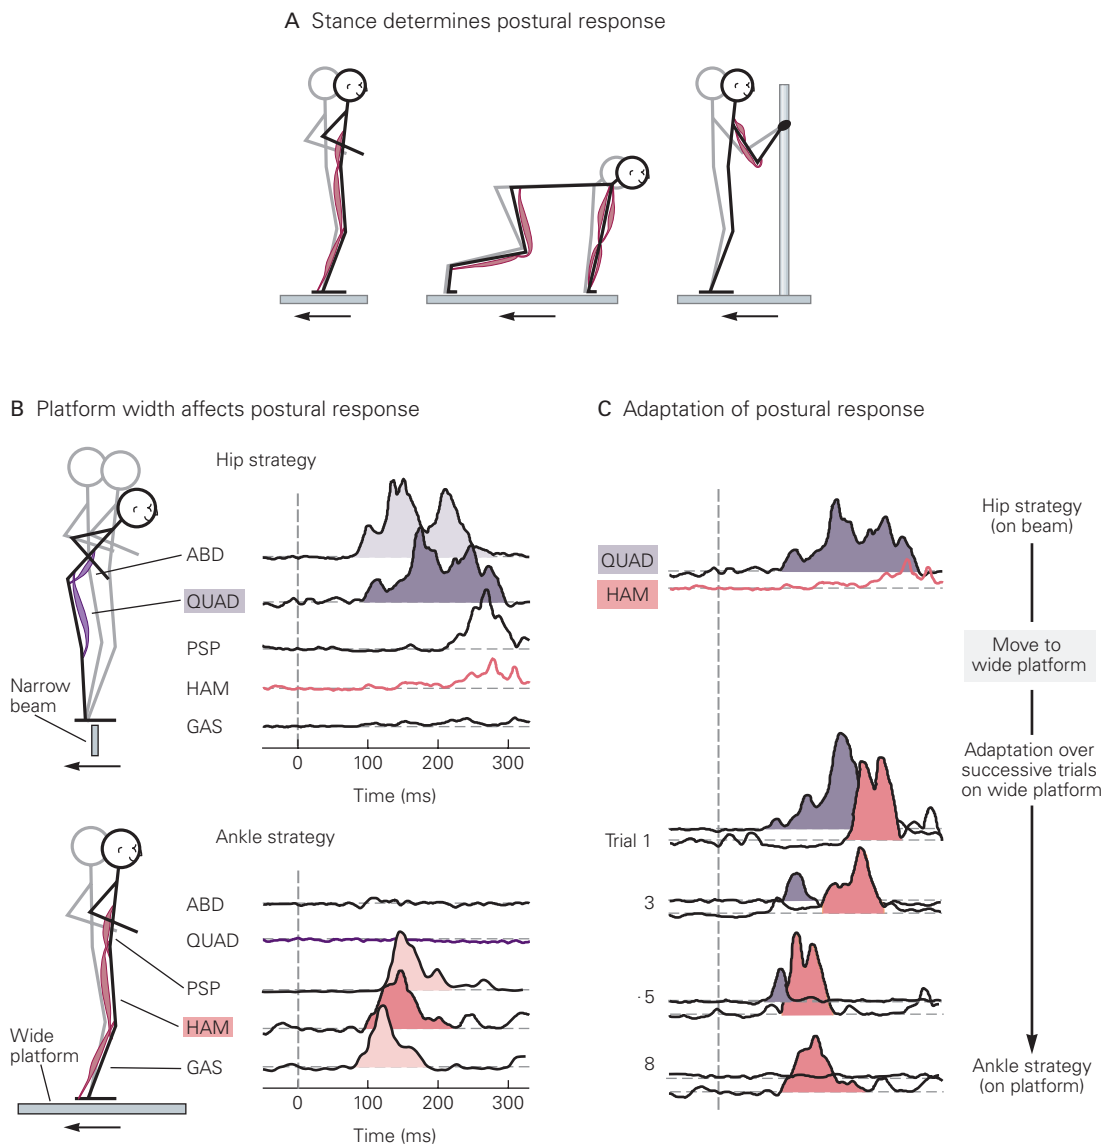 A Stance determines postural response
B Platform width affects postural response
Hip strategy
ABD
QUAD
PSP
HAM
GAS
Narrow
beam
0 100 200 300
Time (ms)
Ankle strategy
ABD
QUAD
PSP
HAM
GAS
Wide
platform
0 100 200 300
Time (ms)
C Adaptation of postural response
QUAD
HAM
Trial 1
3
·5
8
Hip strategy
(on beam)
Move to
wide platform
Adaptation over
successive trials
on wide platform
Ankle strategy
(on platform)